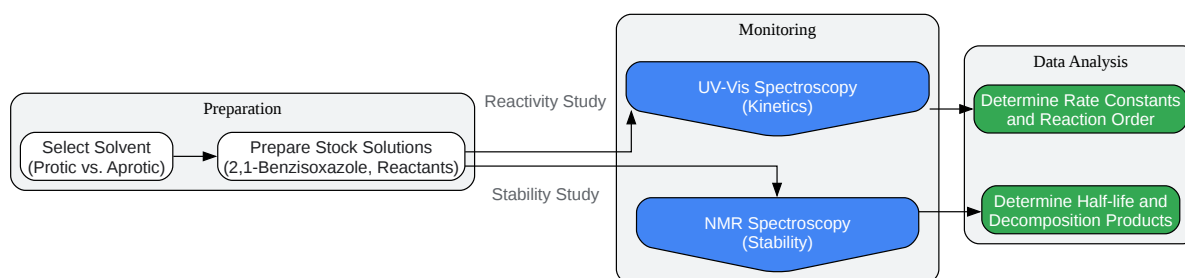 Preparation
Select Solvent
(Protic vs. Aprotic)
Prepare Stock Solutions
(2,1-Benzisoxazole, Reactants)
Reactivity Study
Stability Study
Monitoring
UV-Vis Spectroscopy
(Kinetics)
NMR Spectroscopy
(Stability)
Data Analysis
Determine Rate Constants
and Reaction Order
Determine Half-life and
Decomposition Products